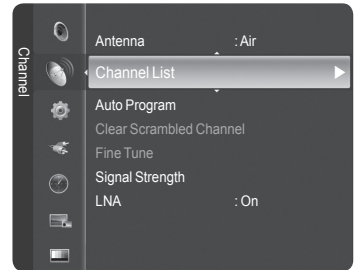 Channel
Antenna : Air
Channel List
Auto Program
Clear Scrambled Channel
Fine Tune
Signal Strength
LNA : On